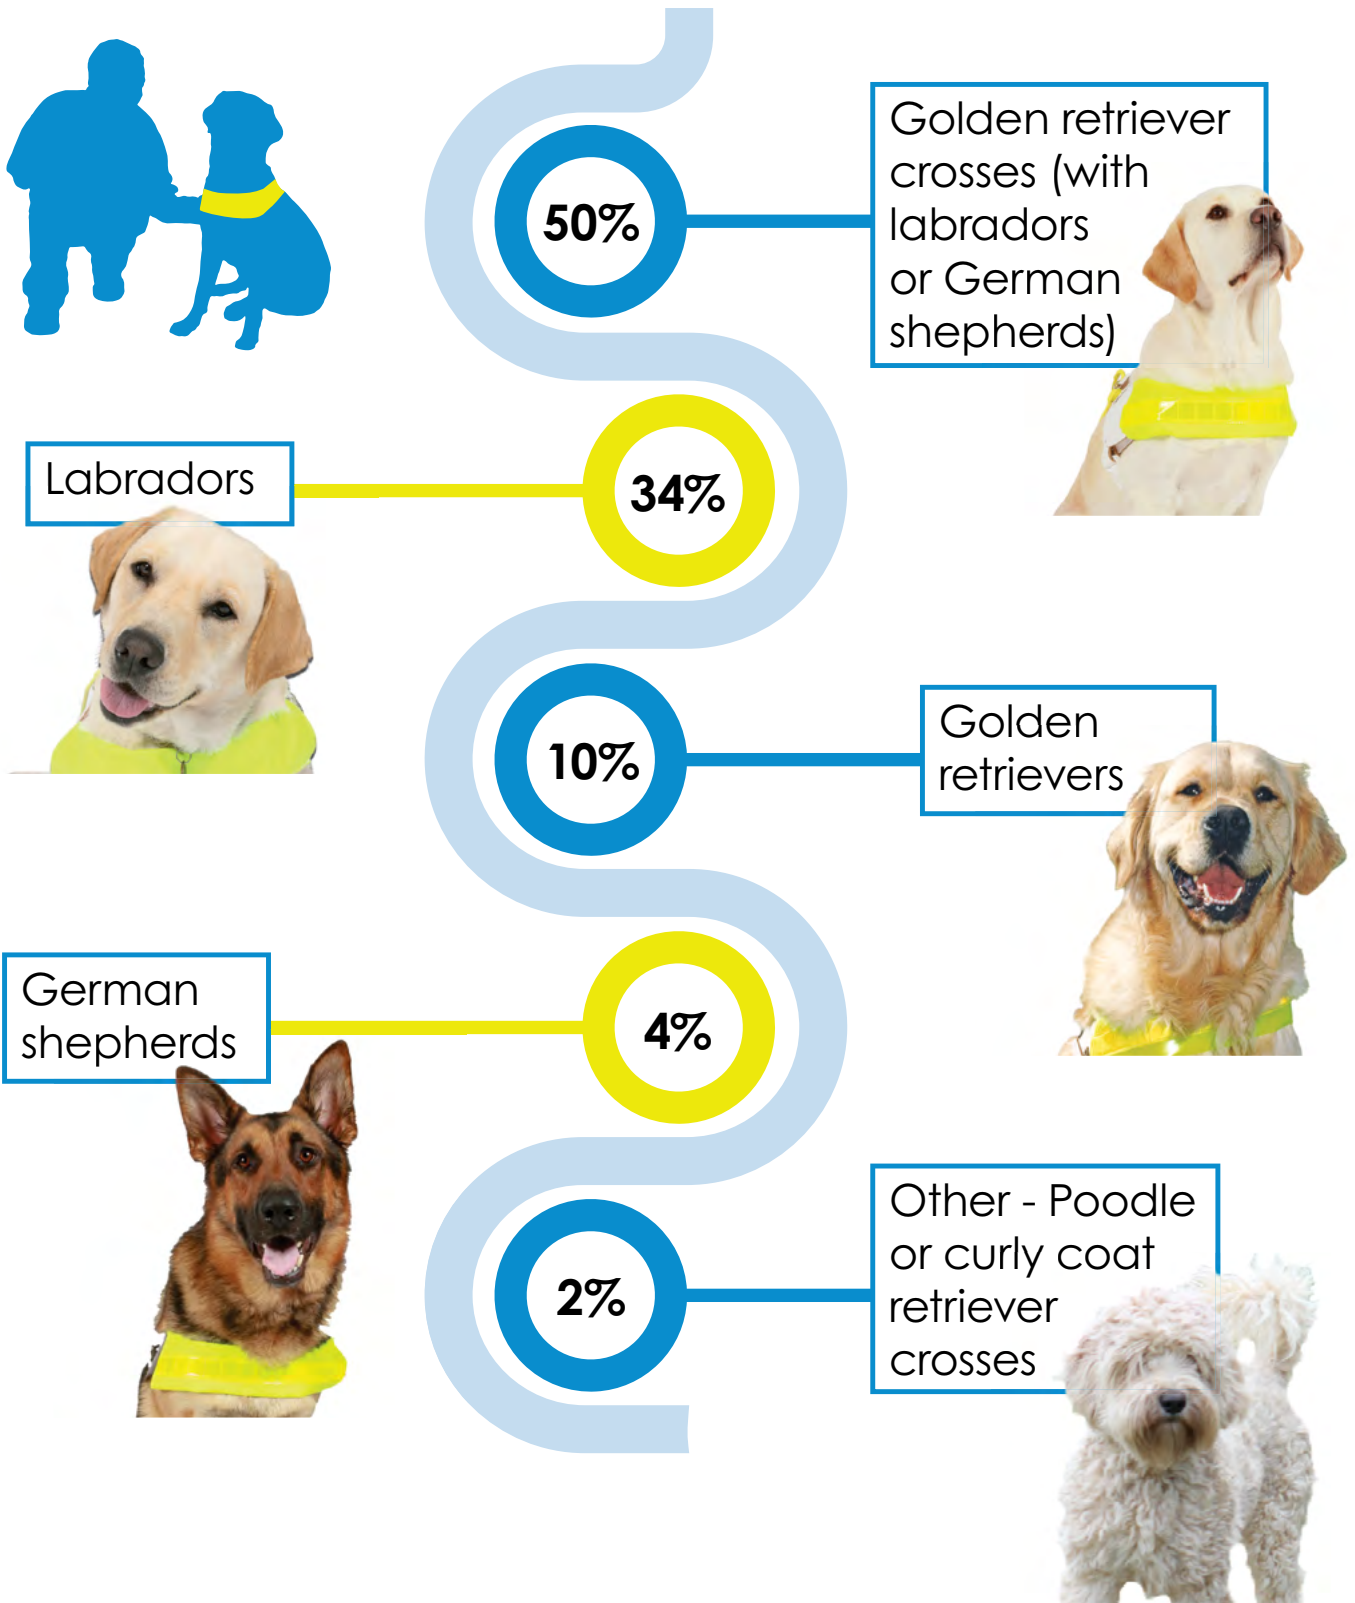 50%
Golden retriever
crosses (with
labradors
or German
shepherds)
Labradors
34%
10%
Golden
retrievers
German
shepherds
4%
2%
Other - Poodle
or curly coat
retriever
crosses